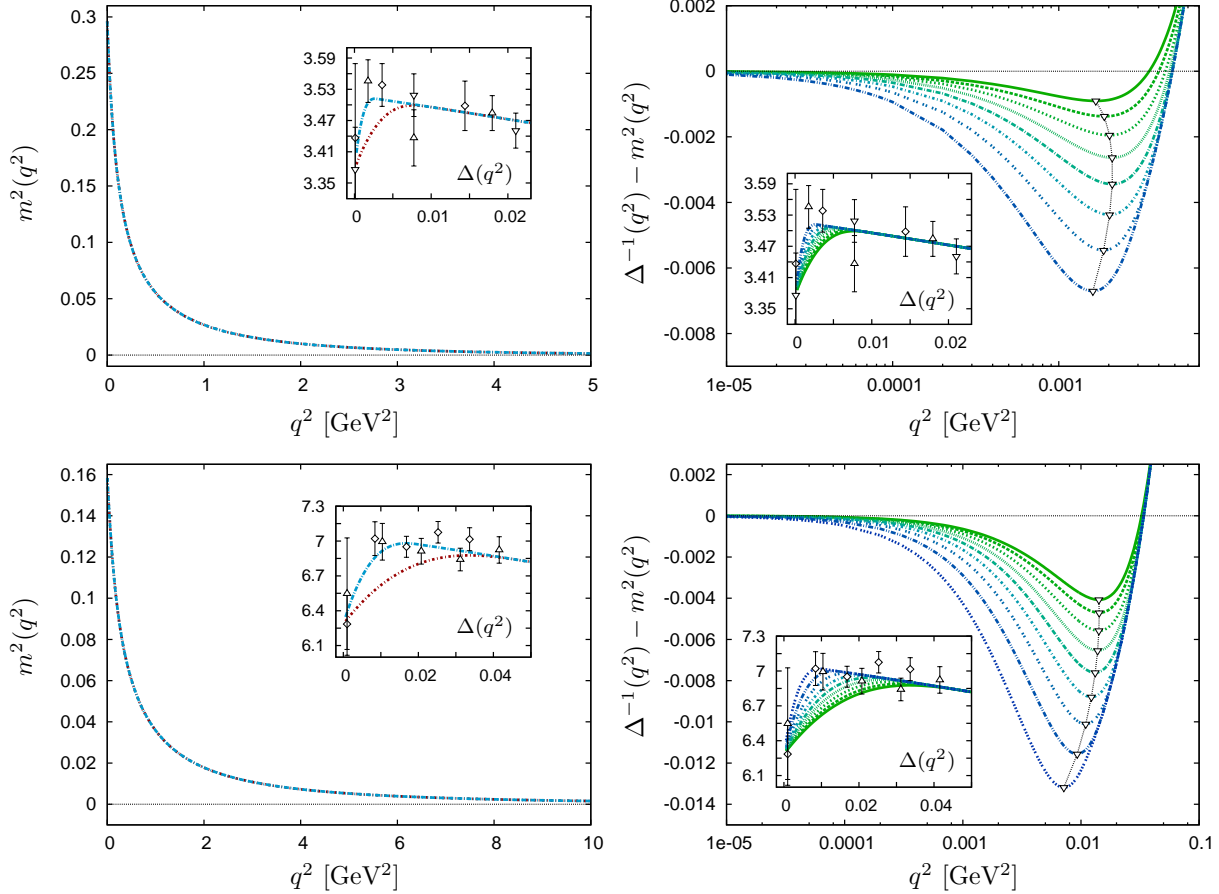 0.3
0.25
0.2
0.15
0.1
0.05
0
m²(q²)
0 1 2 3 4 5
q² [GeV²]
3.59
3.53
3.47
3.41
3.35
Δ(q²)
0 0.01 0.02
0.002
0
-0.002
-0.004
-0.006
-0.008
Δ⁻¹(q²) − m²(q²)
1e-05 0.0001 0.001
q² [GeV²]
3.59
3.53
3.47
3.41
3.35
Δ(q²)
0 0.01 0.02
0.16
0.14
0.12
0.1
0.08
0.06
0.04
0.02
0
m²(q²)
0 2 4 6 8 10
q² [GeV²]
7.3
7
6.7
6.4
6.1
Δ(q²)
0 0.02 0.04
0.002
0
-0.002
-0.004
-0.006
-0.008
-0.01
-0.012
-0.014
Δ⁻¹(q²) − m²(q²)
1e-05 0.0001 0.001 0.01 0.1
q² [GeV²]
7.3
7
6.7
6.4
6.1
Δ(q²)
0 0.02 0.04